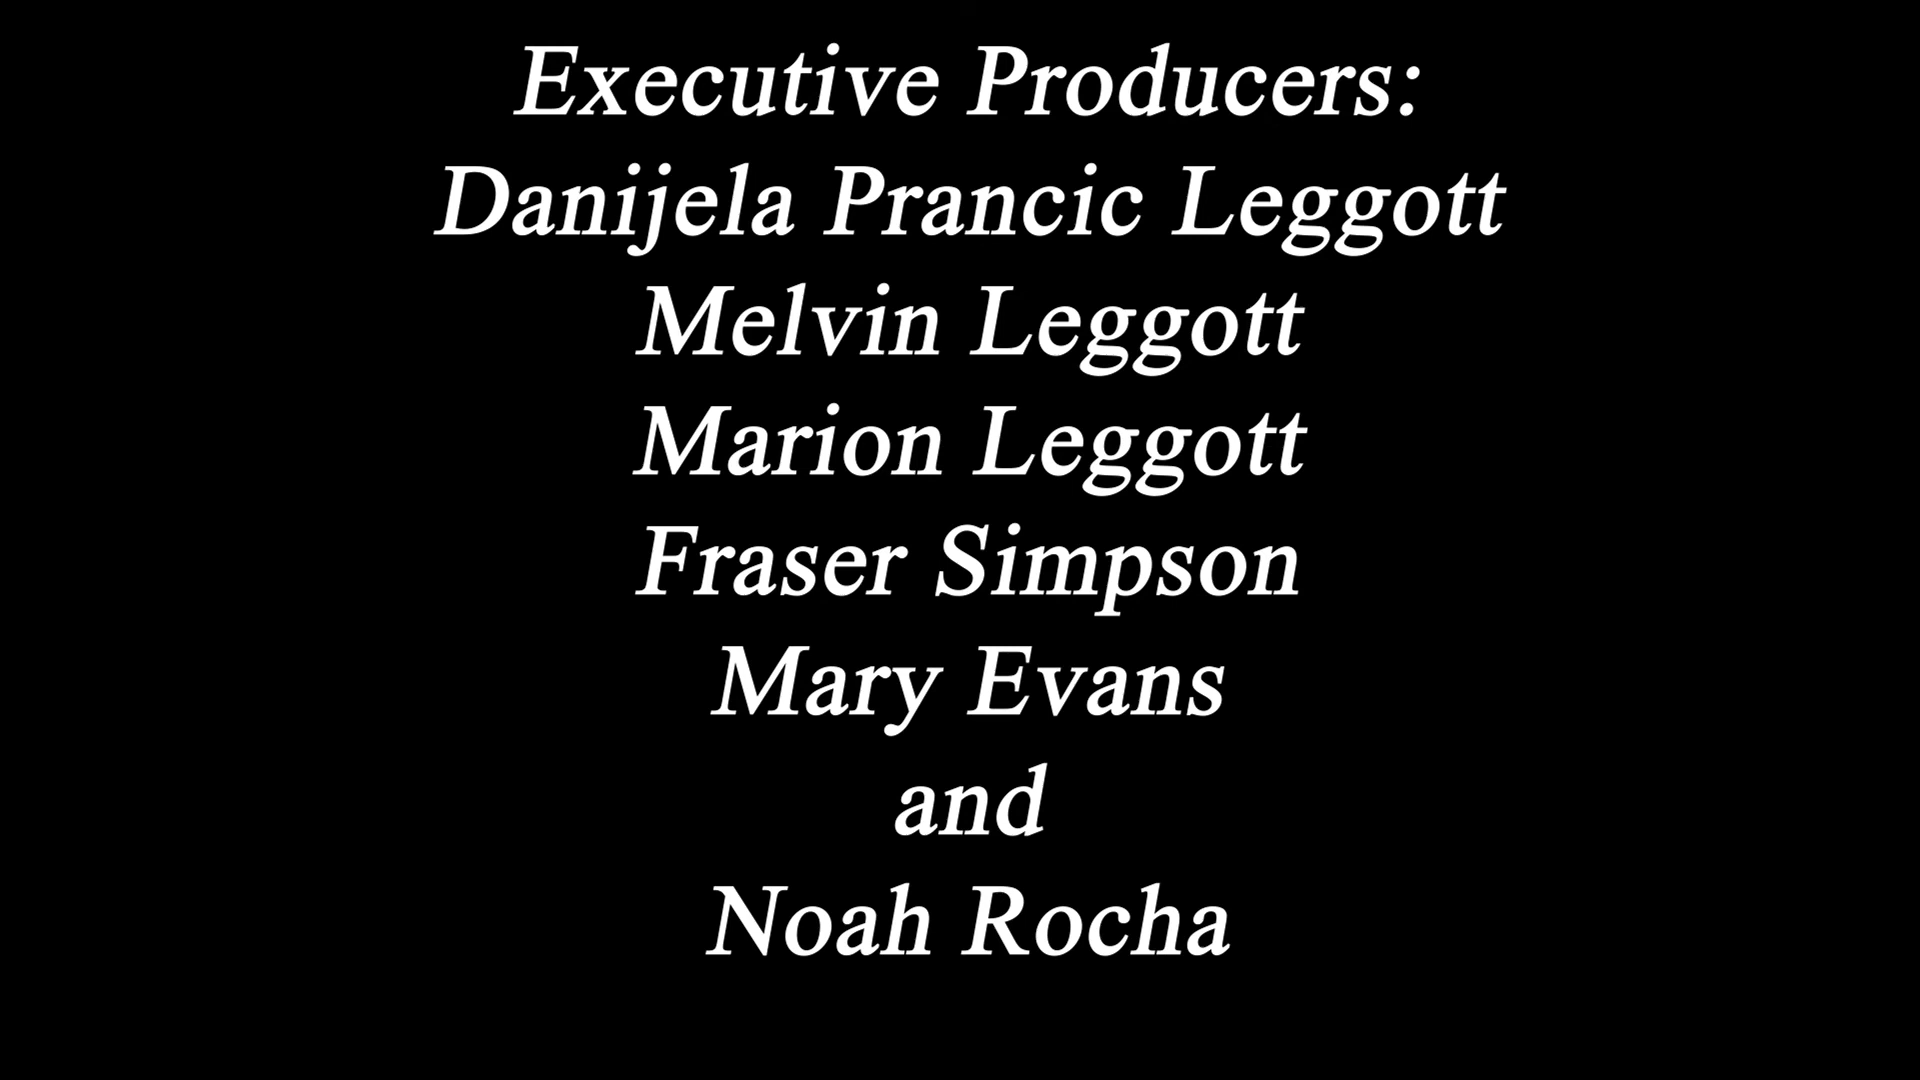 Executive Producers:
Danijela Prancic Leggott
Melvin Leggott
Marion Leggott
Fraser Simpson
Mary Evans
and
Noah Rocha